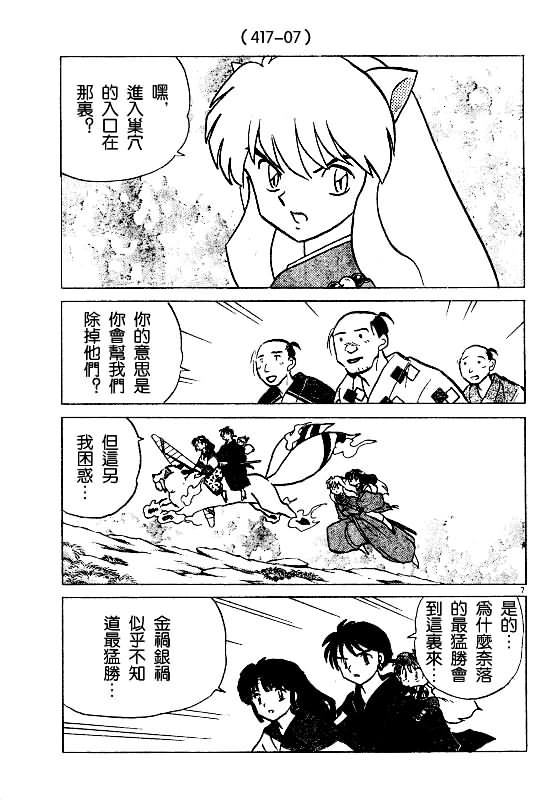 (417-07)
嘿,
進入巢穴
的入口在
那裏?
你的意思是
你會幫我們
除掉他們?
但這另
我困惑…
7
是的…
為什麼奈落
的最猛勝會
到這裏來…
金禍銀禍
似乎不知
道最猛勝…